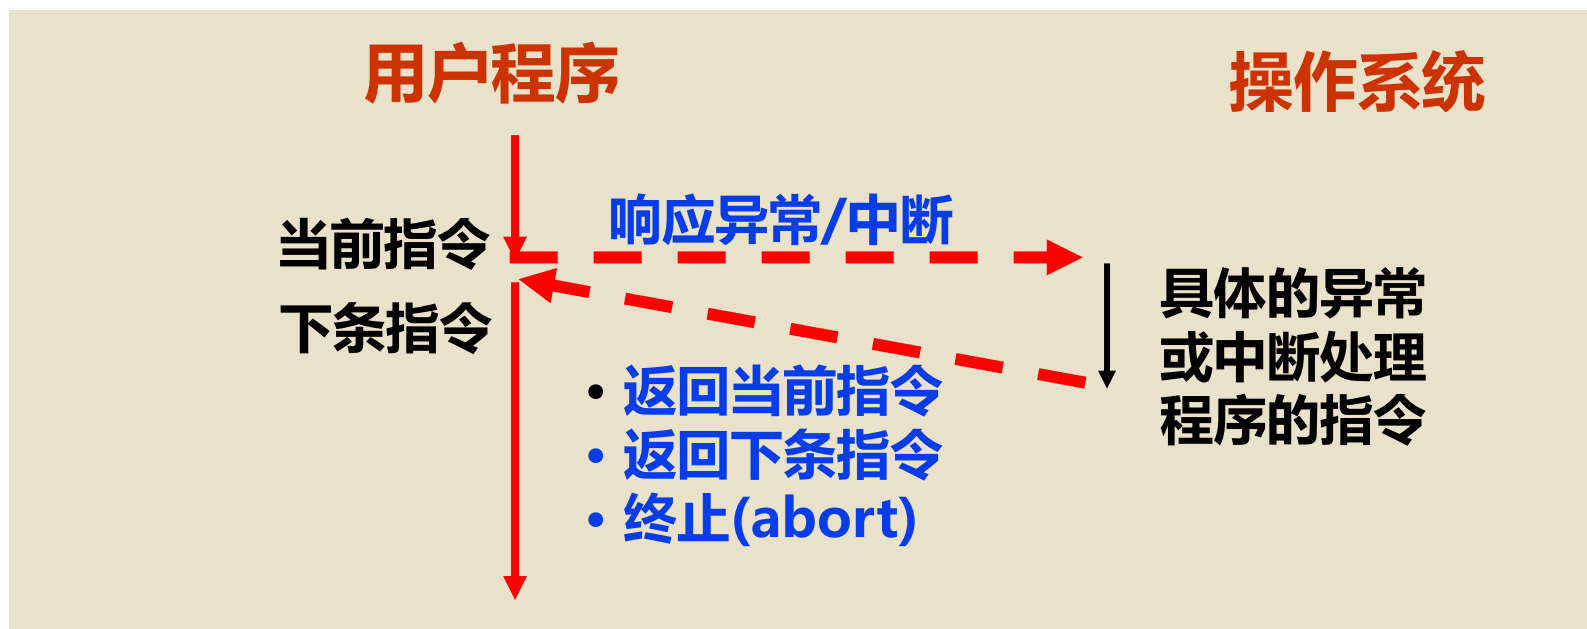 用户程序
操作系统
响应异常/中断
当前指令
下条指令
具体的异常
或中断处理
程序的指令
• 返回当前指令
• 返回下条指令
• 终止(abort)